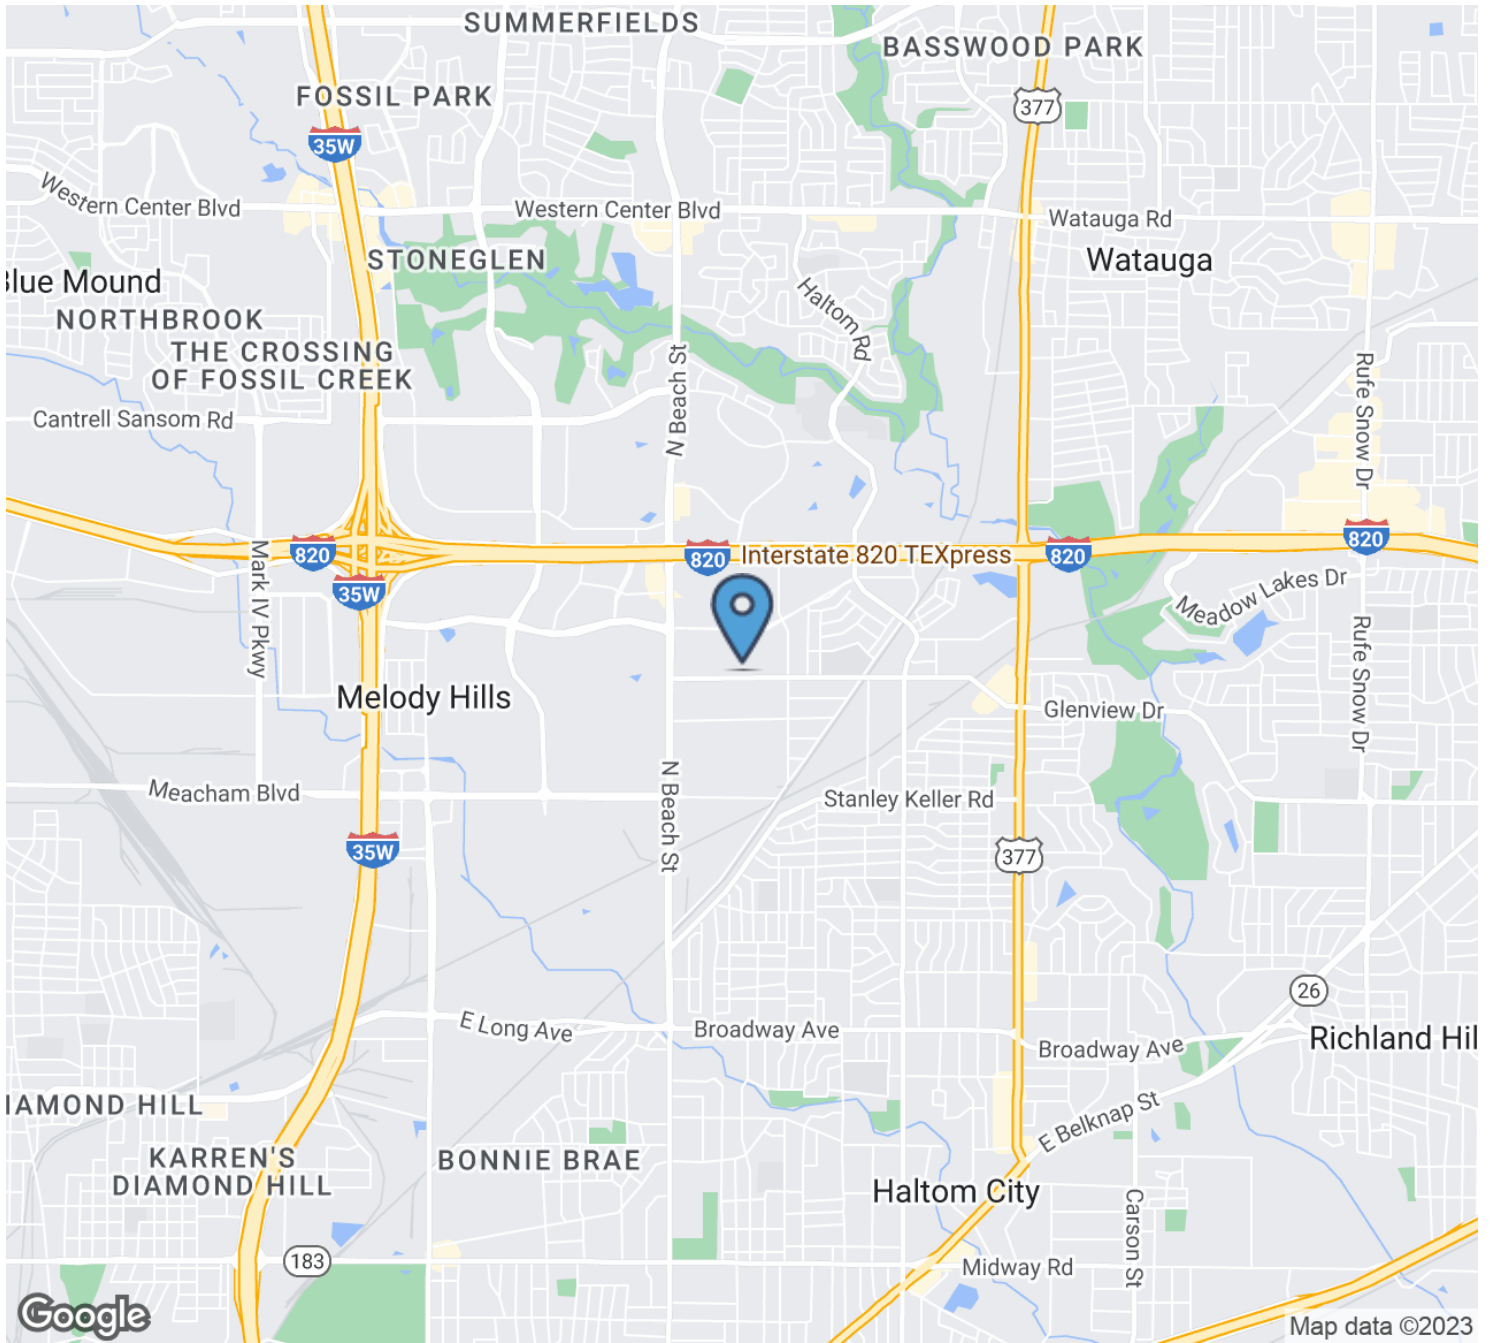 SUMMERFIELDS
BASSWOOD PARK
FOSSIL PARK
377
35W
Western Center Blvd
Western Center Blvd
Watauga Rd
STONEGLEN
Watauga
Blue Mound
Haltom Rd
NORTHBROOK
THE CROSSING
OF FOSSIL CREEK
N Beach St
Rufe Snow Dr
Cantrell Sansom Rd
820
820
Interstate 820 TEXpress
820
820
35W
Mark IV Pkwy
Meadow Lakes Dr
Rufe Snow Dr
Melody Hills
Glenview Dr
Meacham Blvd
N Beach St
Stanley Keller Rd
35W
377
26
E Long Ave
Broadway Ave
Broadway Ave
Richland Hil
IAMOND HILL
E Belknap St
KARREN'S
DIAMOND HILL
BONNIE BRAE
Haltom City
Carson St
183
Midway Rd
Google
Map data ©2023